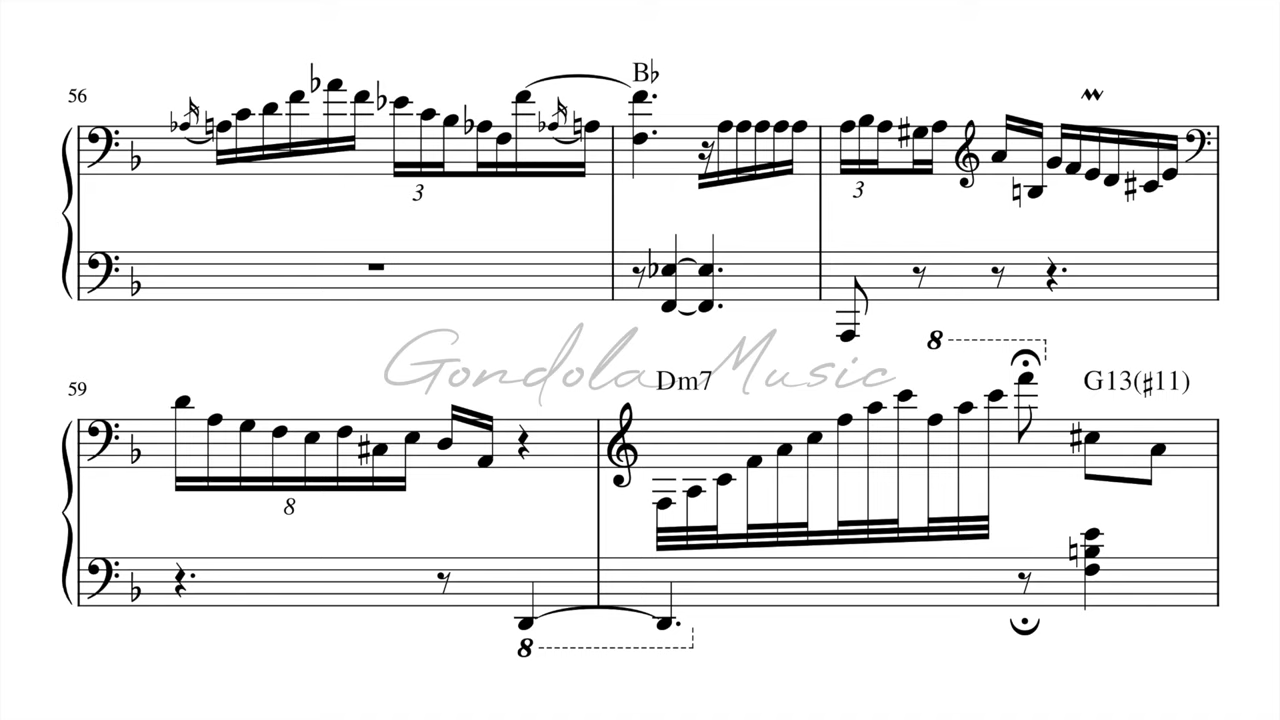 B♭
56
3
3
8
Gondola Music
59
Dm7
G13(♯11)
8
8